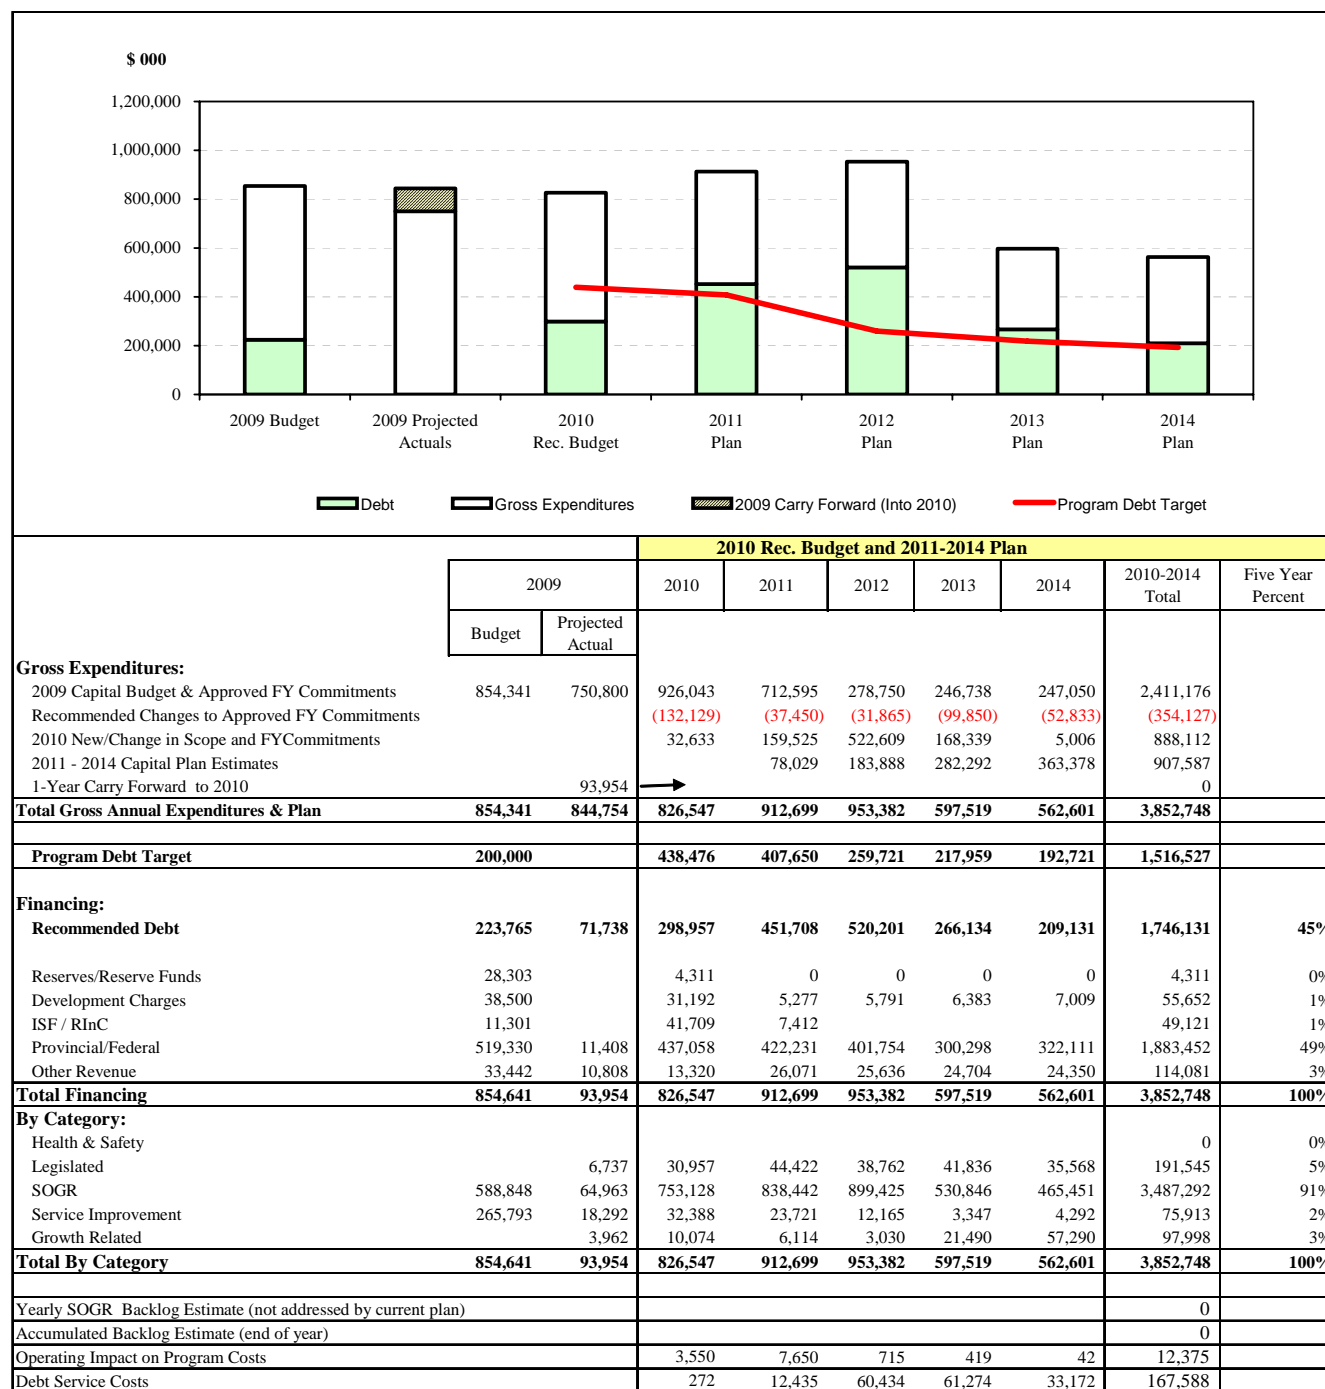 $ 000
1,200,000
1,000,000
800,000
600,000
400,000
200,000
0
2009 Budget 2009 Projected 2010 2011 2012 2013 2014
Actuals Rec. Budget Plan Plan Plan Plan
Debt Gross Expenditures 2009 Carry Forward (Into 2010) Program Debt Target
2010 Rec. Budget and 2011-2014 Plan
2009 2010 2011 2012 2013 2014 2010-2014 Total Five Year Percent
Budget Projected Actual
Gross Expenditures:
2009 Capital Budget & Approved FY Commitments 854,341 750,800 926,043 712,595 278,750 246,738 247,050 2,411,176
Recommended Changes to Approved FY Commitments (132,129) (37,450) (31,865) (99,850) (52,833) (354,127)
2010 New/Change in Scope and FYCommitments 32,633 159,525 522,609 168,339 5,006 888,112
2011 - 2014 Capital Plan Estimates 78,029 183,888 282,292 363,378 907,587
1-Year Carry Forward to 2010 93,954 0
Total Gross Annual Expenditures & Plan 854,341 844,754 826,547 912,699 953,382 597,519 562,601 3,852,748
Program Debt Target 200,000 438,476 407,650 259,721 217,959 192,721 1,516,527
Financing:
Recommended Debt 223,765 71,738 298,957 451,708 520,201 266,134 209,131 1,746,131 45%
Reserves/Reserve Funds 28,303 4,311 0 0 0 0 4,311 0%
Development Charges 38,500 31,192 5,277 5,791 6,383 7,009 55,652 1%
ISF / RInC 11,301 41,709 7,412 49,121 1%
Provincial/Federal 519,330 11,408 437,058 422,231 401,754 300,298 322,111 1,883,452 49%
Other Revenue 33,442 10,808 13,320 26,071 25,636 24,704 24,350 114,081 3%
Total Financing 854,641 93,954 826,547 912,699 953,382 597,519 562,601 3,852,748 100%
By Category:
Health & Safety 0 0%
Legislated 6,737 30,957 44,422 38,762 41,836 35,568 191,545 5%
SOGR 588,848 64,963 753,128 838,442 899,425 530,846 465,451 3,487,292 91%
Service Improvement 265,793 18,292 32,388 23,721 12,165 3,347 4,292 75,913 2%
Growth Related 3,962 10,074 6,114 3,030 21,490 57,290 97,998 3%
Total By Category 854,641 93,954 826,547 912,699 953,382 597,519 562,601 3,852,748 100%
Yearly SOGR Backlog Estimate (not addressed by current plan) 0
Accumulated Backlog Estimate (end of year) 0
Operating Impact on Program Costs 3,550 7,650 715 419 42 12,375
Debt Service Costs 272 12,435 60,434 61,274 33,172 167,588